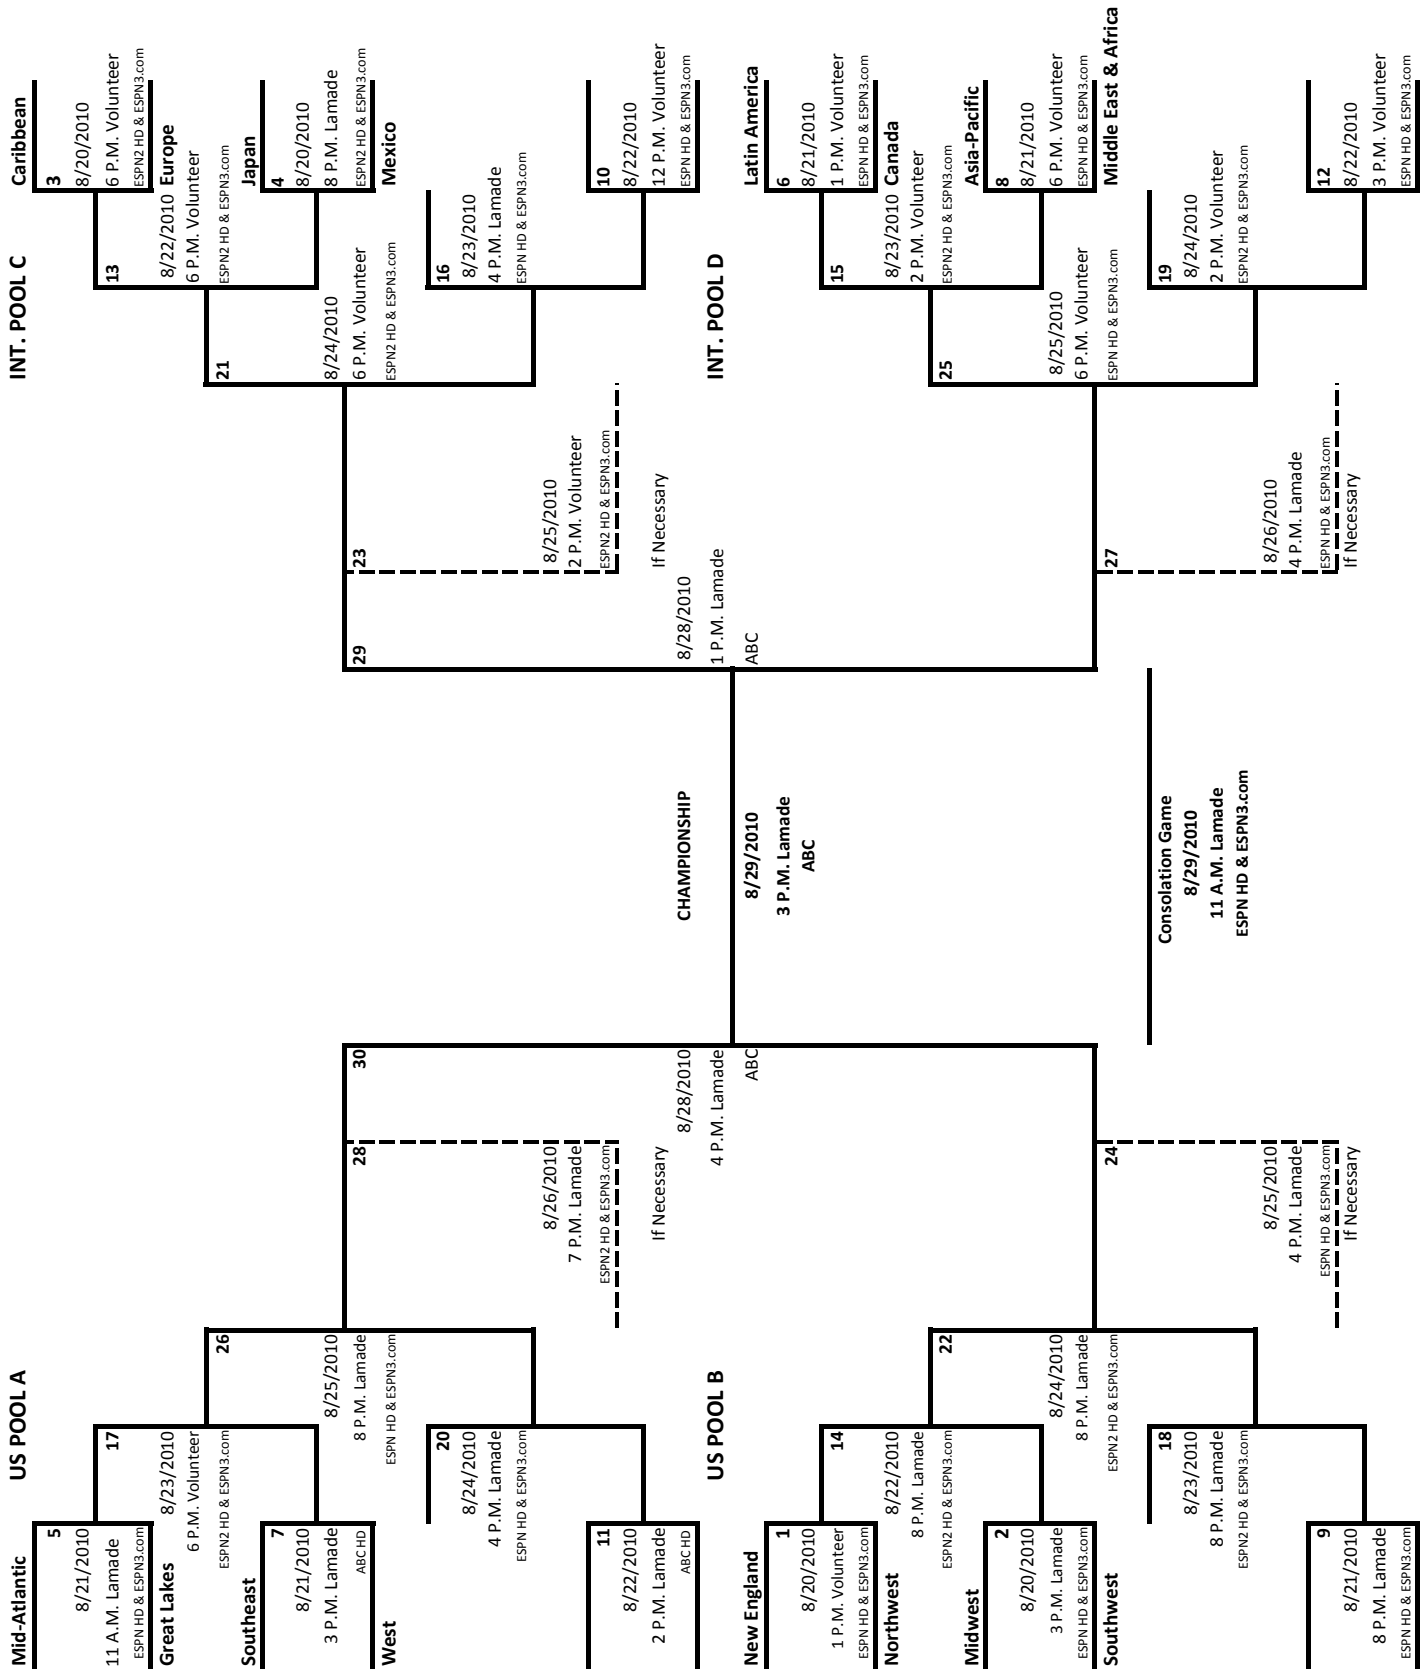 US POOL A
Mid-Atlantic
5
8/21/2010
11 A.M. Lamade
ESPN HD & ESPN3.com
Great Lakes
17
8/23/2010
6 P.M. Volunteer
ESPN2 HD & ESPN3.com
Southeast
7
8/21/2010
3 P.M. Lamade
ABC HD
West
26
8/25/2010
8 P.M. Lamade
ESPN HD & ESPN3.com
20
8/24/2010
4 P.M. Lamade
ESPN HD & ESPN3.com
11
8/22/2010
2 P.M. Lamade
ABC HD
28
8/26/2010
7 P.M. Lamade
ESPN2 HD & ESPN3.com
If Necessary
US POOL B
New England
1
8/20/2010
1 P.M. Volunteer
ESPN HD & ESPN3.com
Northwest
14
8/22/2010
8 P.M. Lamade
ESPN2 HD & ESPN3.com
Midwest
2
8/20/2010
3 P.M. Lamade
ESPN HD & ESPN3.com
Southwest
22
8/24/2010
8 P.M. Lamade
ESPN2 HD & ESPN3.com
18
8/23/2010
8 P.M. Lamade
ESPN2 HD & ESPN3.com
9
8/21/2010
8 P.M. Lamade
ESPN HD & ESPN3.com
24
8/25/2010
4 P.M. Lamade
ESPN HD & ESPN3.com
If Necessary
30
8/28/2010
4 P.M. Lamade
ABC
CHAMPIONSHIP
8/29/2010
3 P.M. Lamade
ABC
Consolation Game
8/29/2010
11 A.M. Lamade
ESPN HD & ESPN3.com
29
8/28/2010
1 P.M. Lamade
ABC
INT. POOL C
Caribbean
3
8/20/2010
6 P.M. Volunteer
ESPN2 HD & ESPN3.com
Europe
13
8/22/2010
6 P.M. Volunteer
ESPN2 HD & ESPN3.com
Japan
4
8/20/2010
8 P.M. Lamade
ESPN2 HD & ESPN3.com
Mexico
21
8/24/2010
6 P.M. Volunteer
ESPN2 HD & ESPN3.com
16
8/23/2010
4 P.M. Lamade
ESPN HD & ESPN3.com
10
8/22/2010
12 P.M. Volunteer
ESPN HD & ESPN3.com
23
8/25/2010
2 P.M. Volunteer
ESPN2 HD & ESPN3.com
If Necessary
INT. POOL D
Latin America
6
8/21/2010
1 P.M. Volunteer
ESPN HD & ESPN3.com
Canada
15
8/23/2010
2 P.M. Volunteer
ESPN2 HD & ESPN3.com
Asia-Pacific
8
8/21/2010
6 P.M. Volunteer
ESPN HD & ESPN3.com
Middle East & Africa
25
8/25/2010
6 P.M. Volunteer
ESPN HD & ESPN3.com
19
8/24/2010
2 P.M. Volunteer
ESPN2 HD & ESPN3.com
12
8/22/2010
3 P.M. Volunteer
ESPN HD & ESPN3.com
27
8/26/2010
4 P.M. Lamade
ESPN HD & ESPN3.com
If Necessary